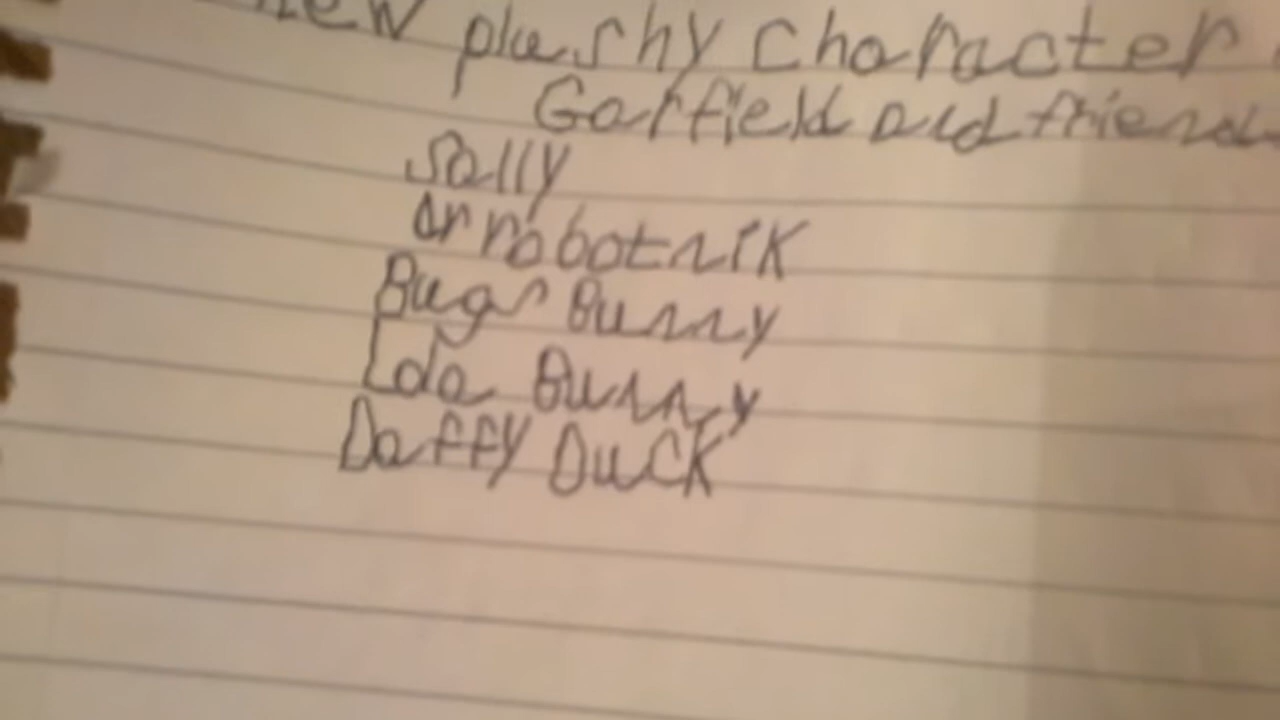 new plushy character
Garfield and friends
Sally
dr robotnik
Bugs Bunny
Lola Bunny
Daffy Duck